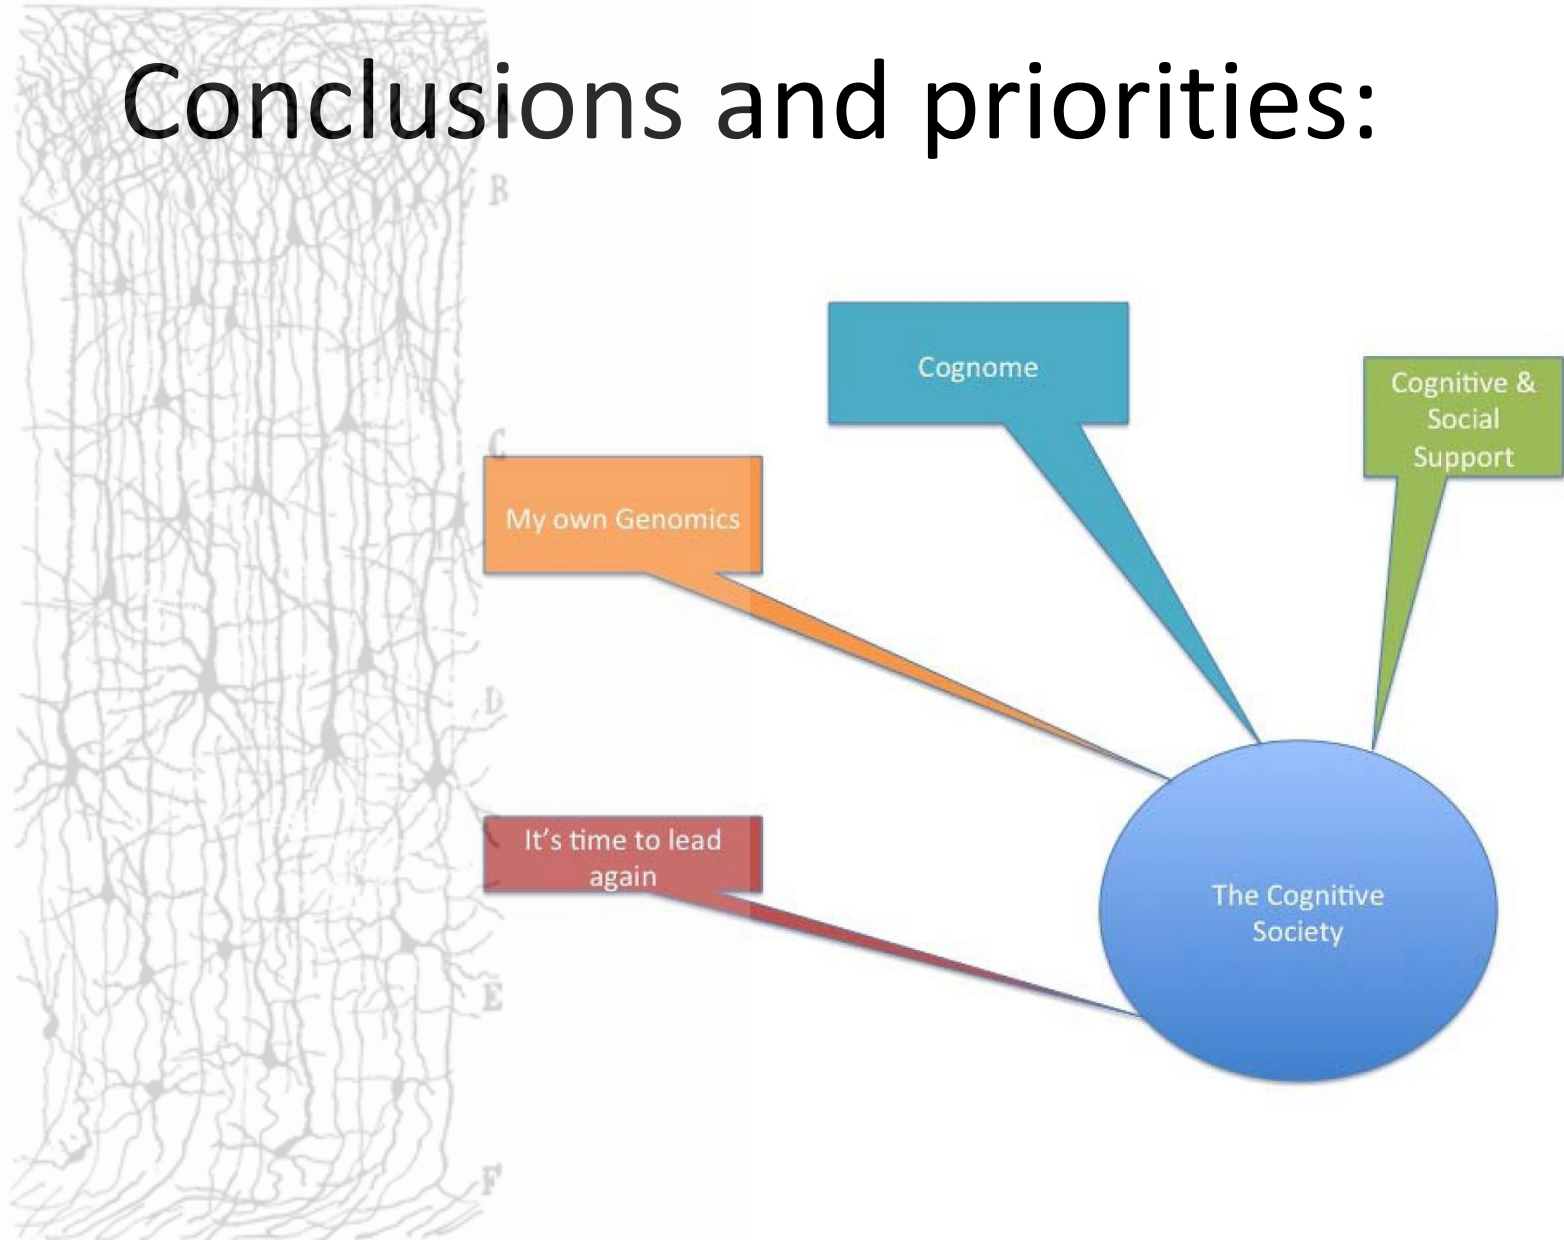 Conclusions and priorities:
A
B
Cognome
Cognitive &
Social
Support
C
My own Genomics
D
It's time to lead
again
The Cognitive
Society
E
F